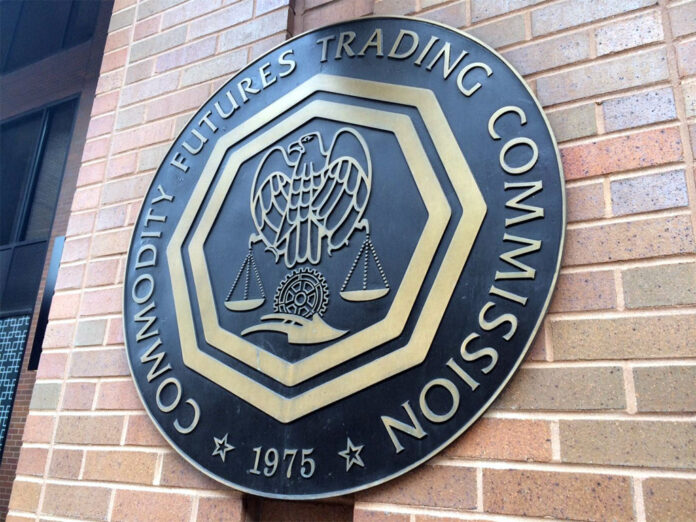 COMMODITY FUTURES TRADING COMMISSION
1975